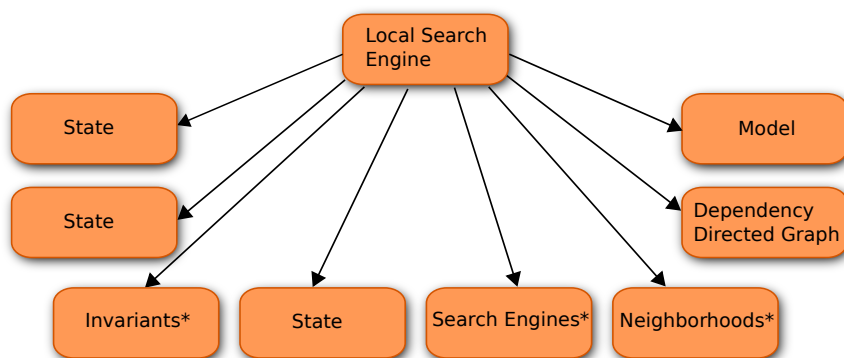 Local Search
Engine
State
Model
State
Dependency
Directed Graph
Invariants*
State
Search Engines*
Neighborhoods*